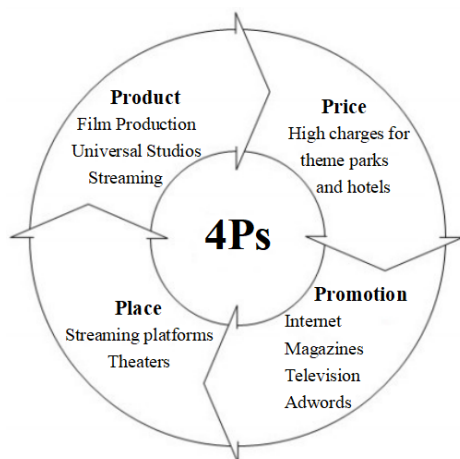 Product
Film Production
Universal Studios
Streaming
Price
High charges for
theme parks
and hotels
4Ps
Place
Streaming platforms
Theaters
Promotion
Internet
Magazines
Television
Adwords